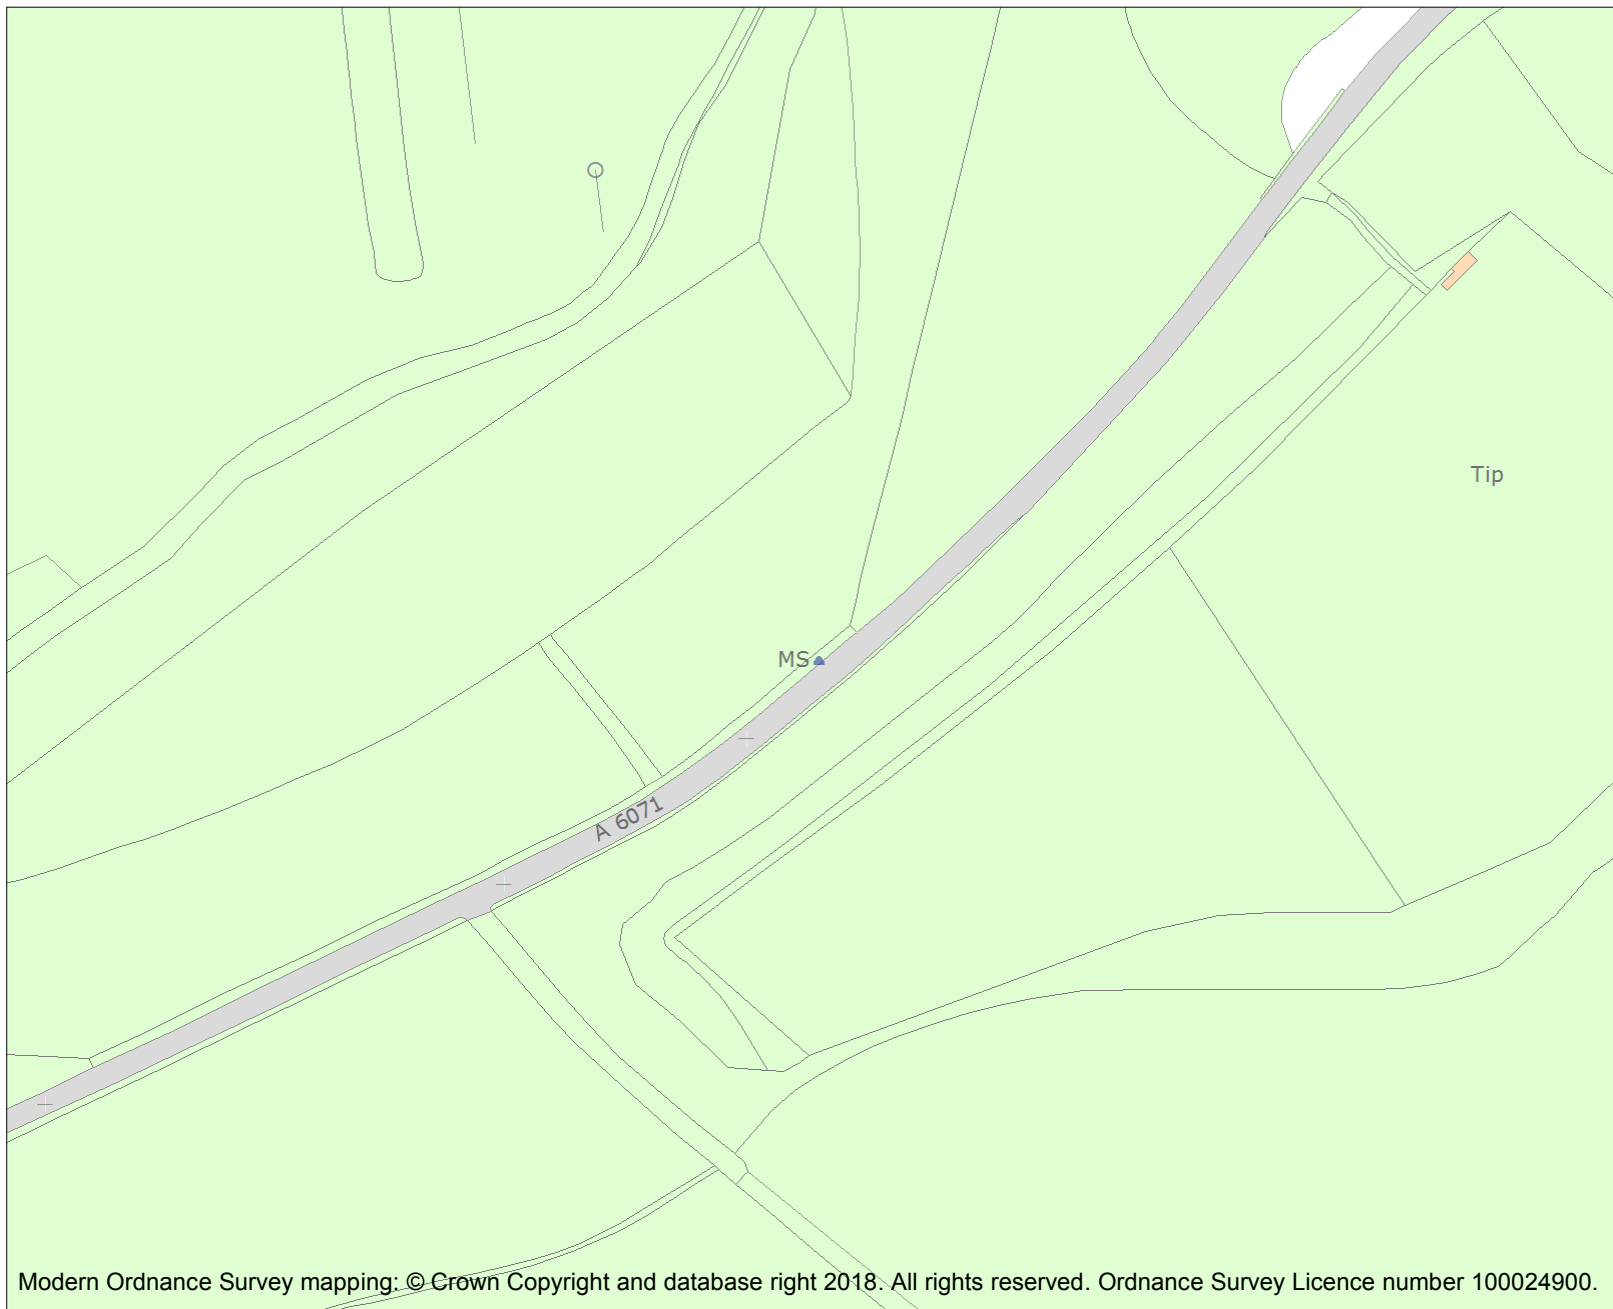 Tip
MS
A 6071
Modern Ordnance Survey mapping: © Crown Copyright and database right 2018. All rights reserved. Ordnance Survey Licence number 100024900.